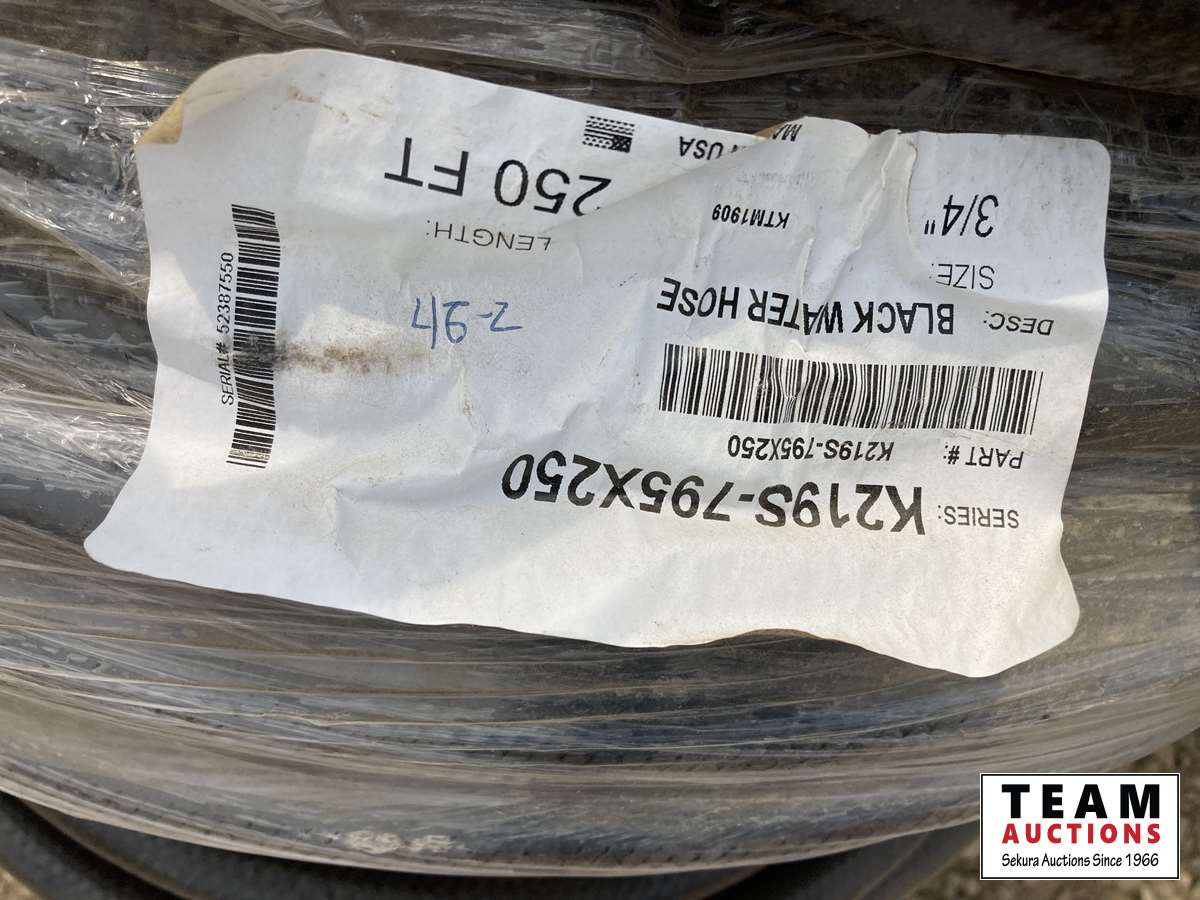 SERIES: K219S-795X250
PART #: K219S-795X250
DESC: BLACK WATER HOSE
SIZE: 3/4"
KTM1909
LENGTH: 250 FT
USA
SERIAL# 52387550
TEAM
AUCTIONS
Sekura Auctions Since 1966